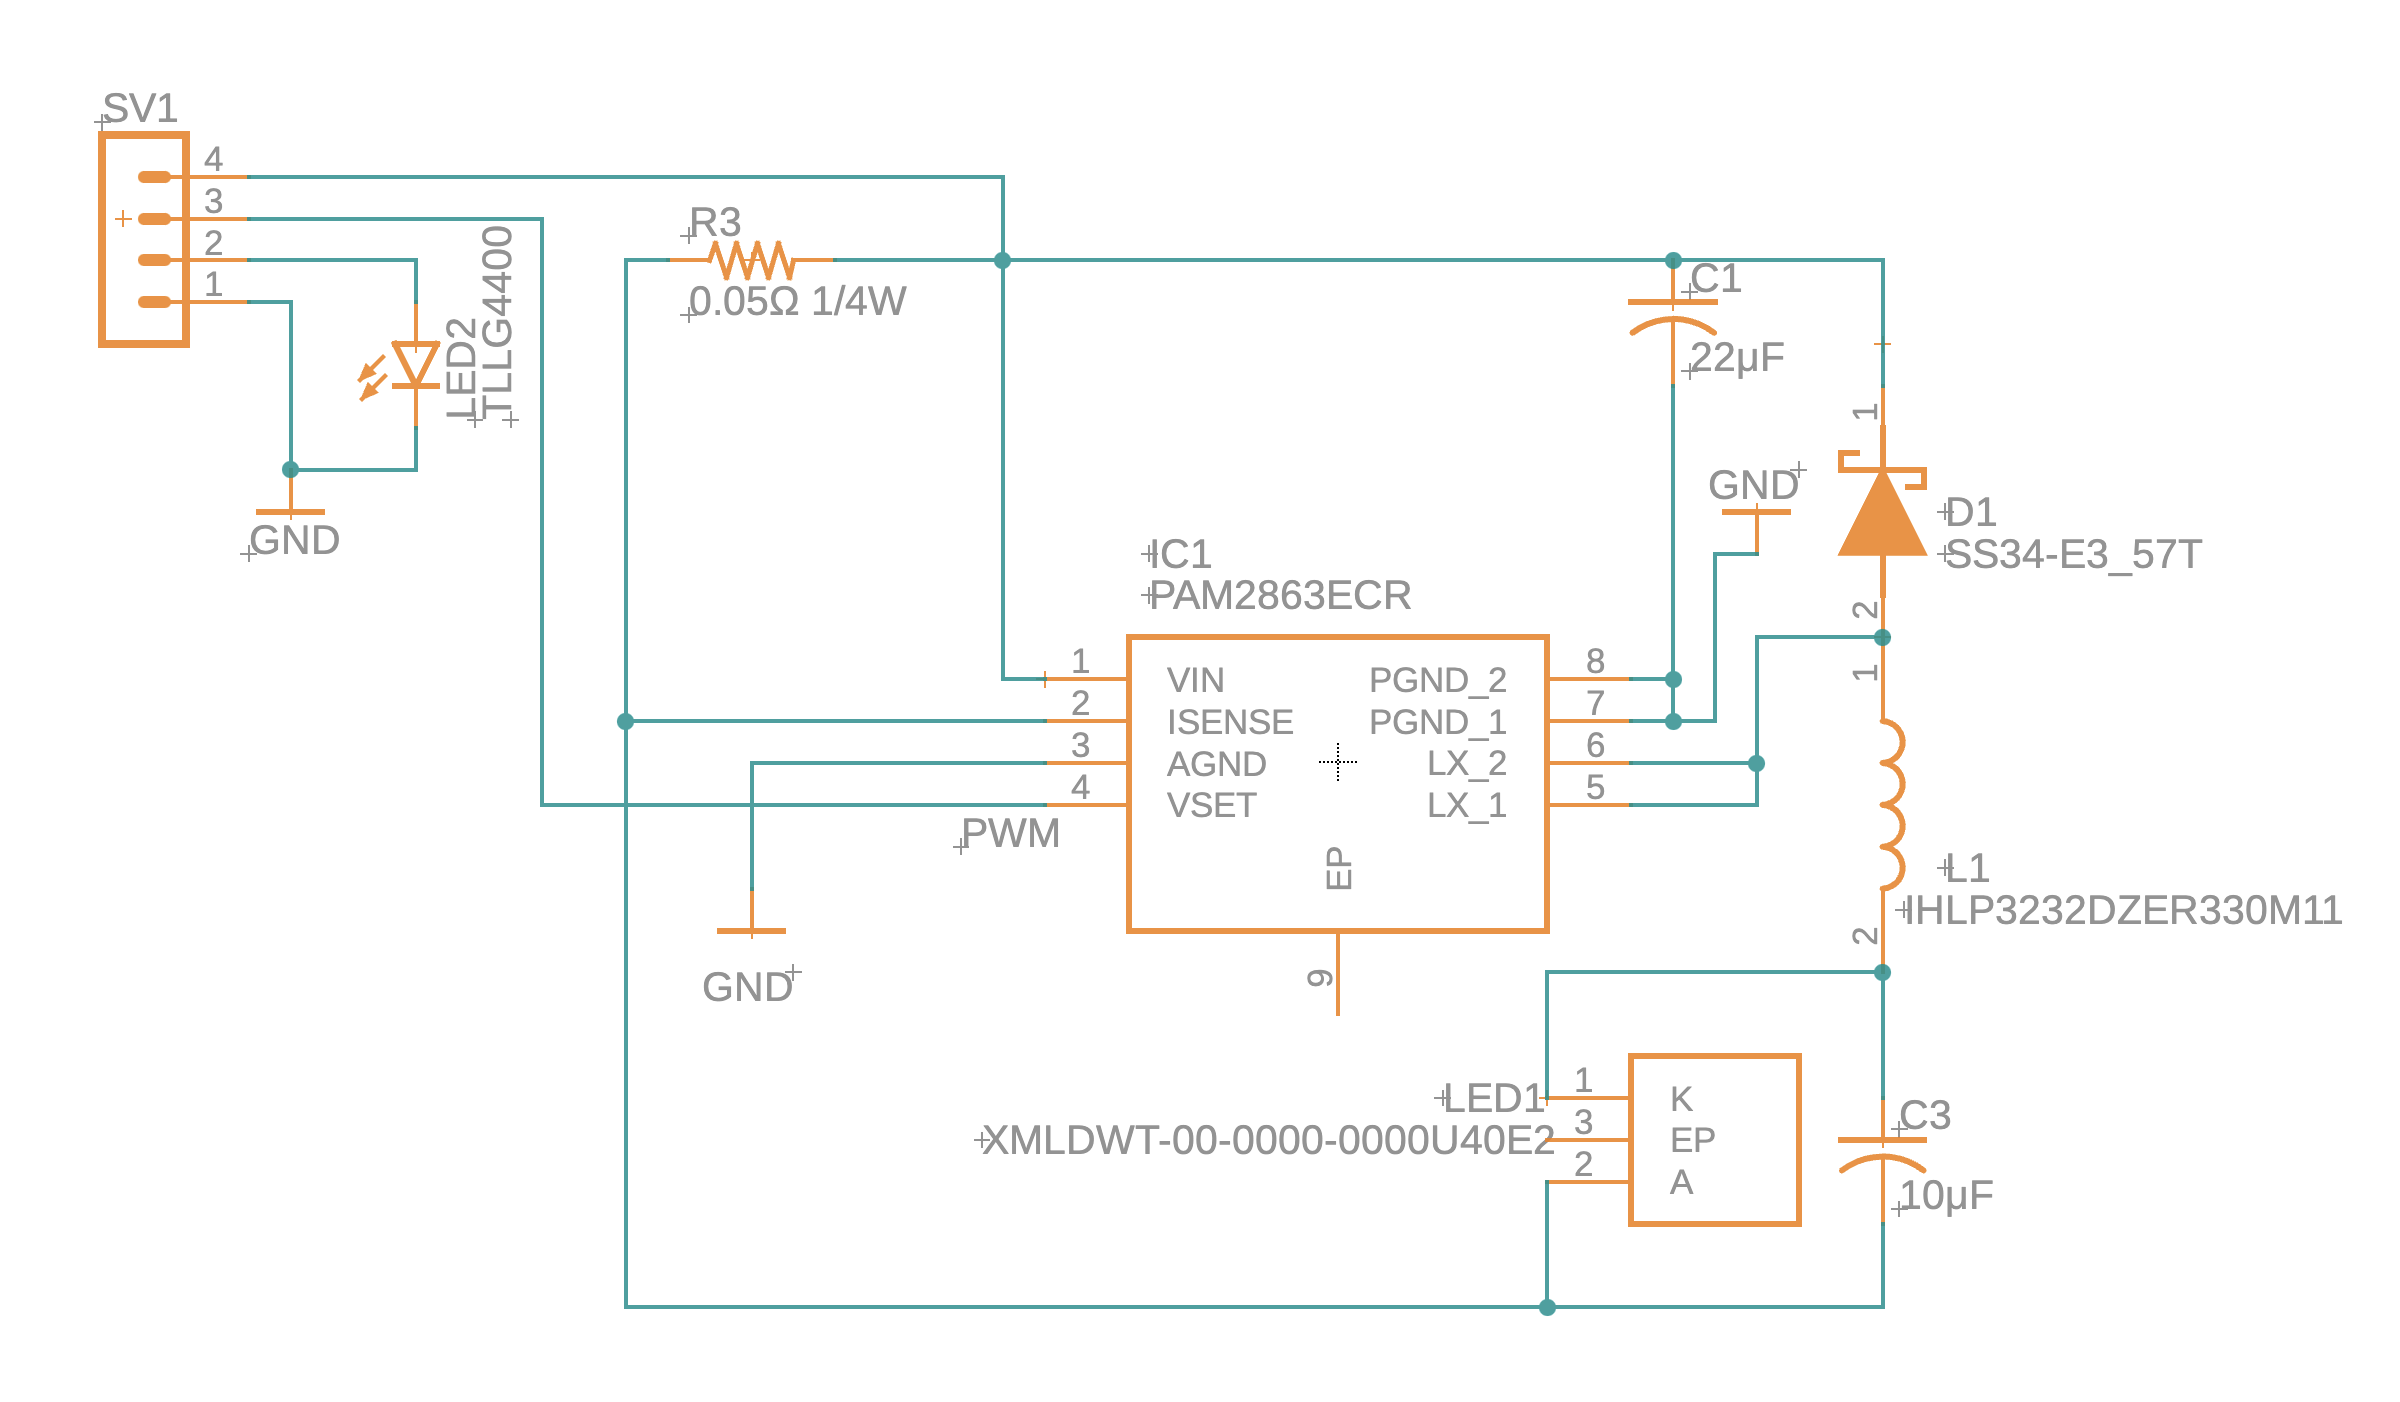 SV1
4
3
2
1
LED2
TLLG4400
GND
R3
0.05Ω 1/4W
C1
22µF
GND
1
D1
SS34-E3_57T
2
IC1
PAM2863ECR
1 VIN PGND_2 8
2 ISENSE PGND_1 7
3 AGND LX_2 6
4 VSET LX_1 5
PWM
EP
9
GND
1
L1
IHLP3232DZER330M11
2
LED1 1 K
XMLDWT-00-0000-0000U40E2 3 EP
2 A
C3
10µF